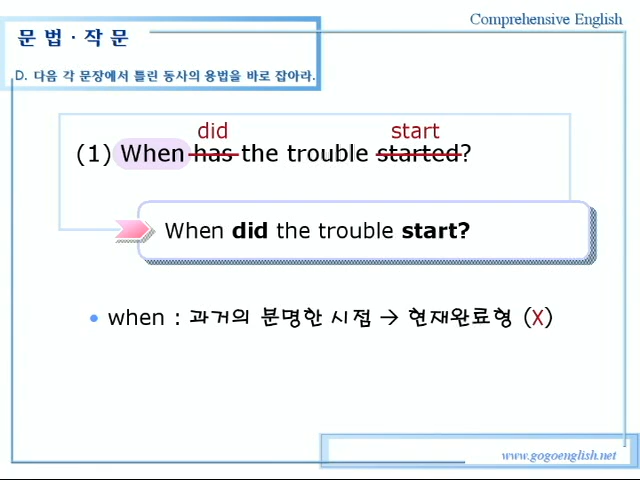 Comprehensive English
문법·작문
D. 다음 각 문장에서 틀린 동사의 용법을 바로 잡아라.
did start
(1) When has the trouble started?
When did the trouble start?
• when : 과거의 분명한 시점 → 현재완료형 (X)
www.gogoenglish.net